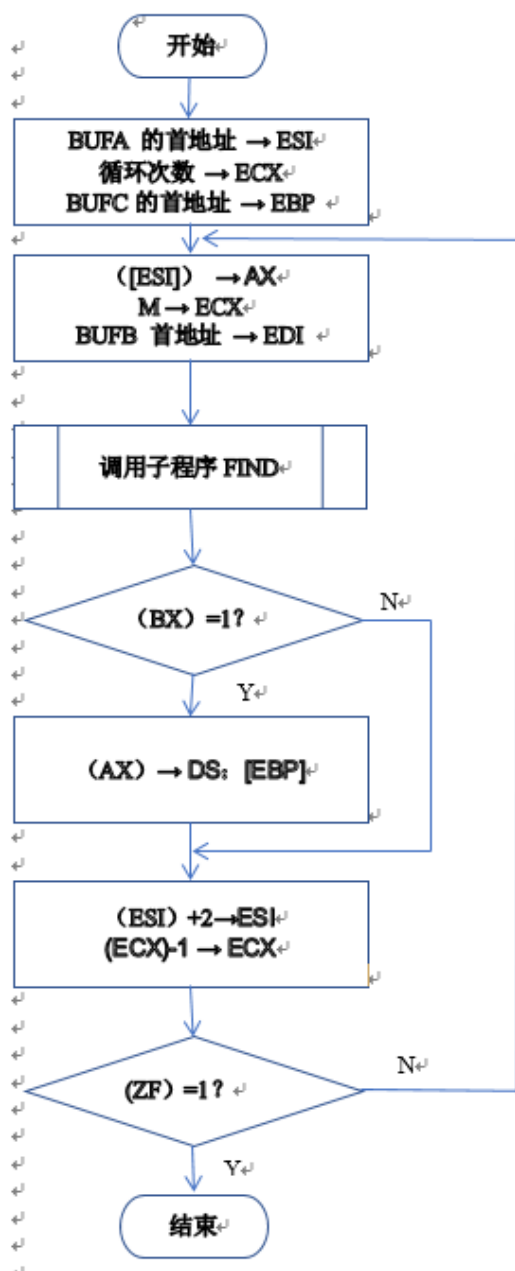 开始
BUFA 的首地址 → ESI
循环次数 → ECX
BUFC 的首地址 → EBP
（[ESI]） → AX
M → ECX
BUFB 首地址 → EDI
调用子程序 FIND
（BX）=1？
N
Y
（AX）→ DS：[EBP]
（ESI）+2→ESI
(ECX)-1 → ECX
(ZF）=1？
N
Y
结束